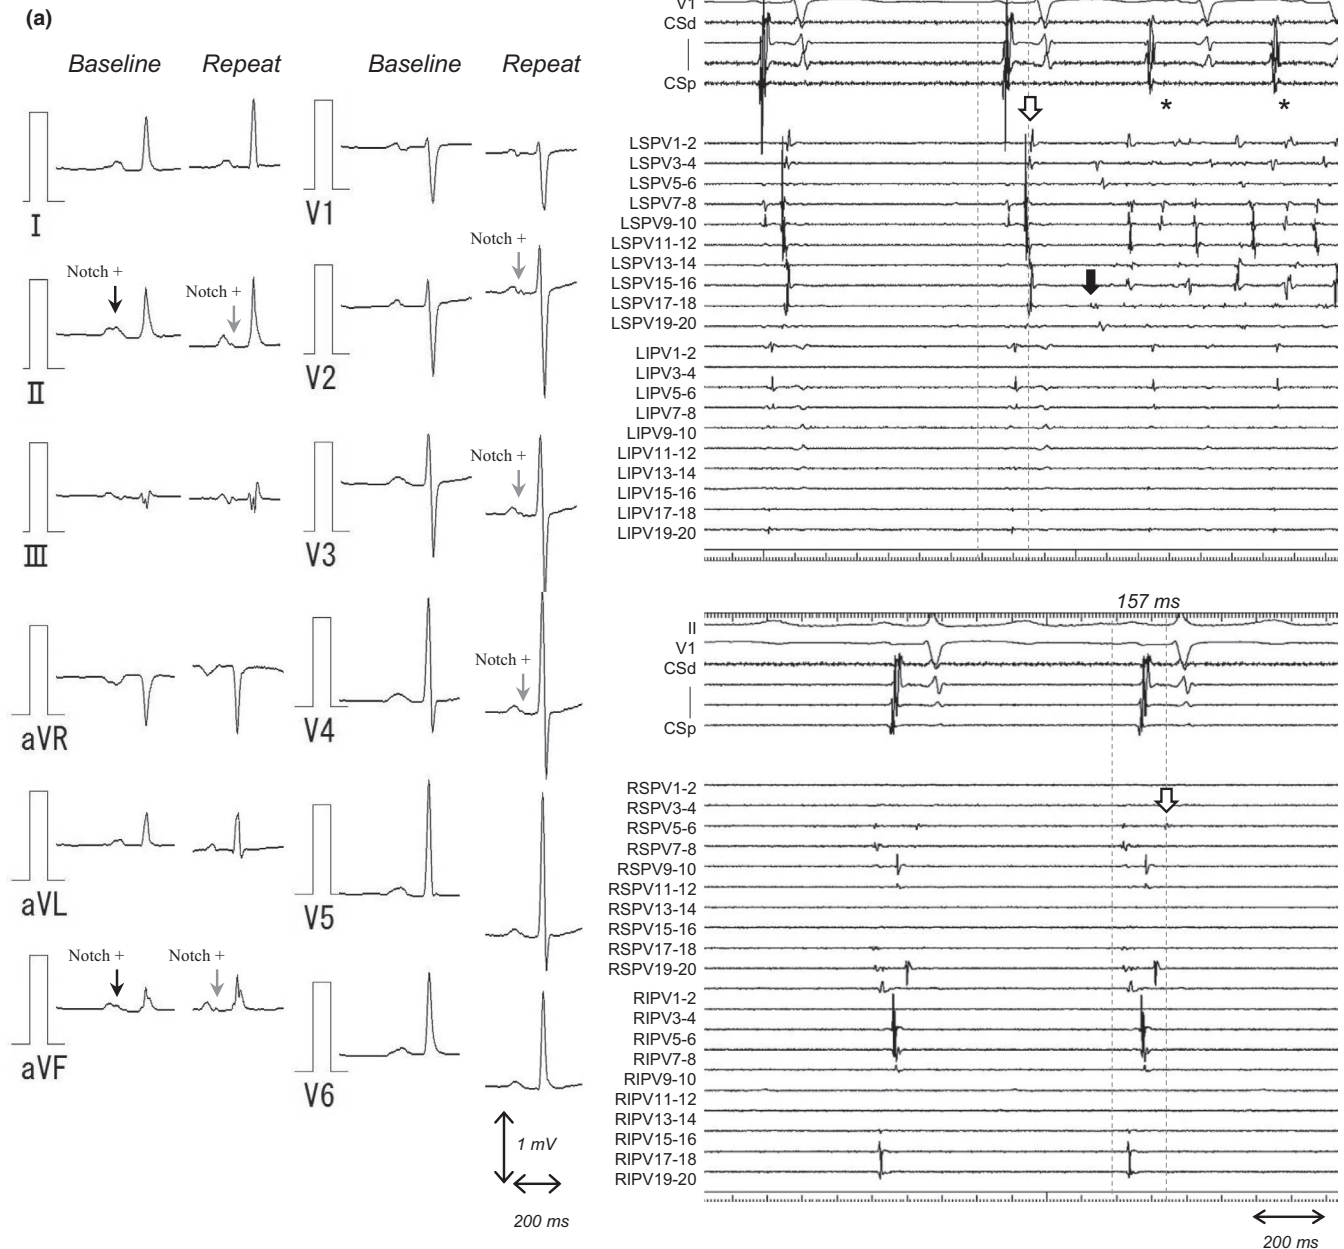 (a)
Baseline
Repeat
Baseline
Repeat
I
V1
Notch +
Notch +
Notch +
II
V2
Notch +
III
V3
Notch +
aVR
V4
aVL
V5
Notch +
Notch +
aVF
V6
1 mV
200 ms
V1
CSd
CSp
*
*
LSPV1-2
LSPV3-4
LSPV5-6
LSPV7-8
LSPV9-10
LSPV11-12
LSPV13-14
LSPV15-16
LSPV17-18
LSPV19-20
LIPV1-2
LIPV3-4
LIPV5-6
LIPV7-8
LIPV9-10
LIPV11-12
LIPV13-14
LIPV15-16
LIPV17-18
LIPV19-20
157 ms
II
V1
CSd
CSp
RSPV1-2
RSPV3-4
RSPV5-6
RSPV7-8
RSPV9-10
RSPV11-12
RSPV13-14
RSPV15-16
RSPV17-18
RSPV19-20
RIPV1-2
RIPV3-4
RIPV5-6
RIPV7-8
RIPV9-10
RIPV11-12
RIPV13-14
RIPV15-16
RIPV17-18
RIPV19-20
200 ms